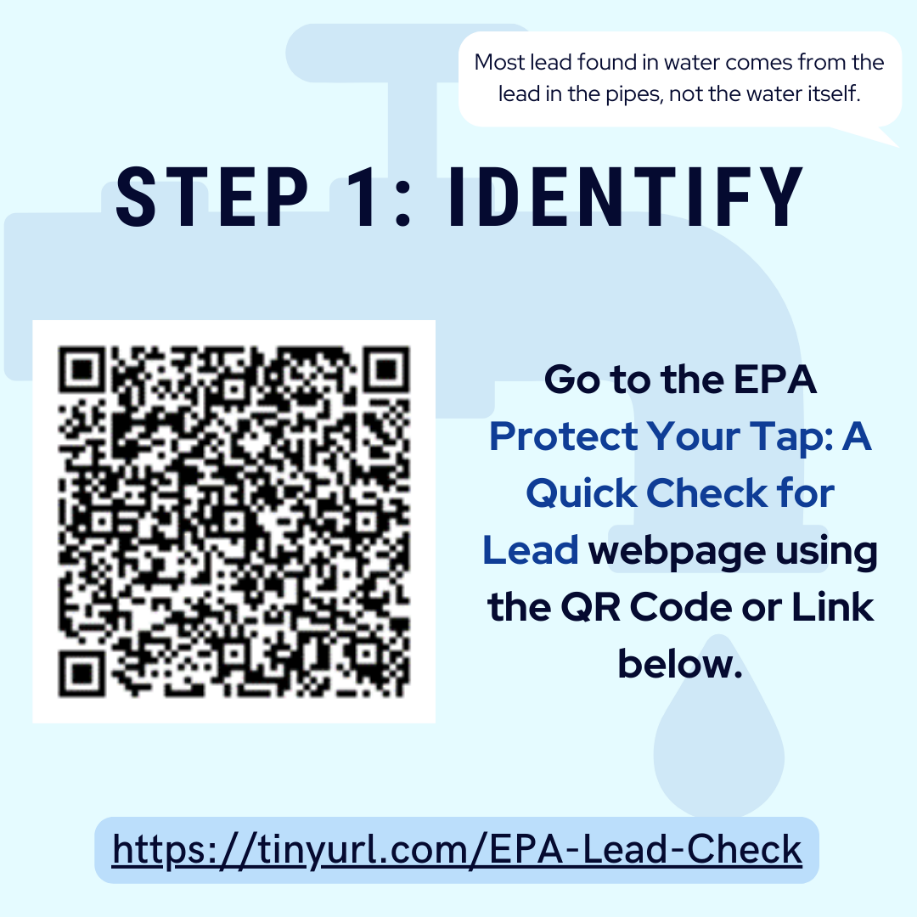 Most lead found in water comes from the
lead in the pipes, not the water itself.
STEP 1: IDENTIFY
Go to the EPA
Protect Your Tap: A
Quick Check for
Lead webpage using
the QR Code or Link
below.
https://tinyurl.com/EPA-Lead-Check